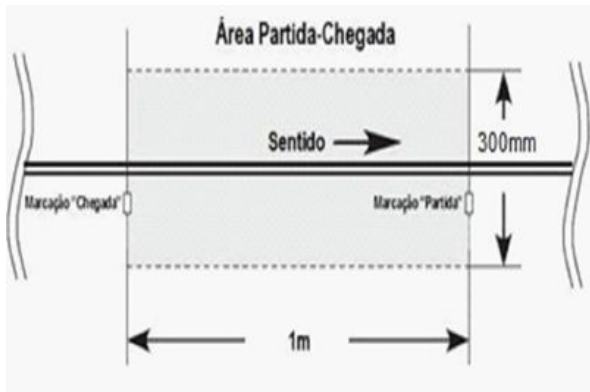 Área Partida-Chegada
Sentido
300mm
Marcação "Chegada"
Marcação "Partida"
1m